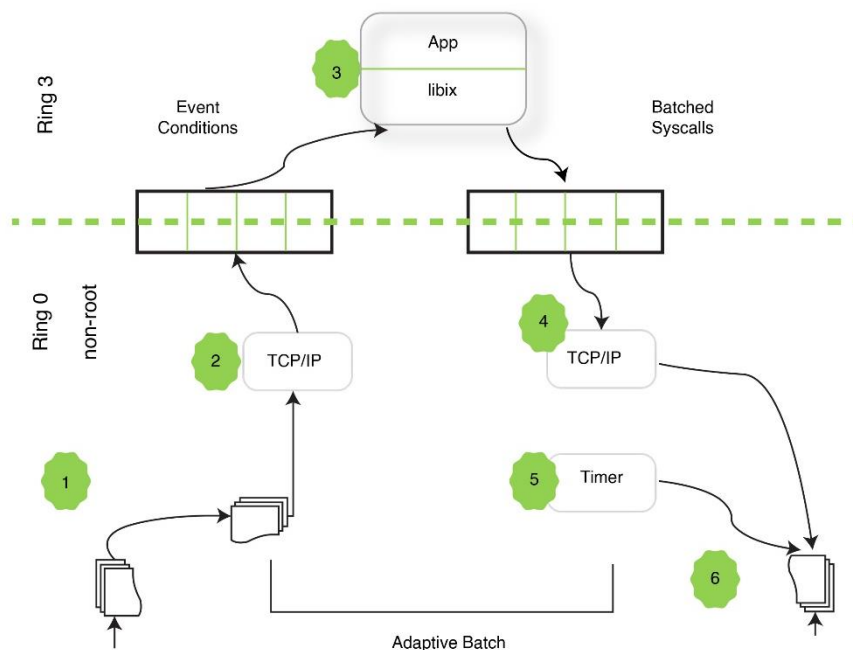 App
3
libix
Ring 3
Event
Conditions
Batched
Syscalls
Ring 0
non-root
2
TCP/IP
4
TCP/IP
1
5
Timer
6
Adaptive Batch